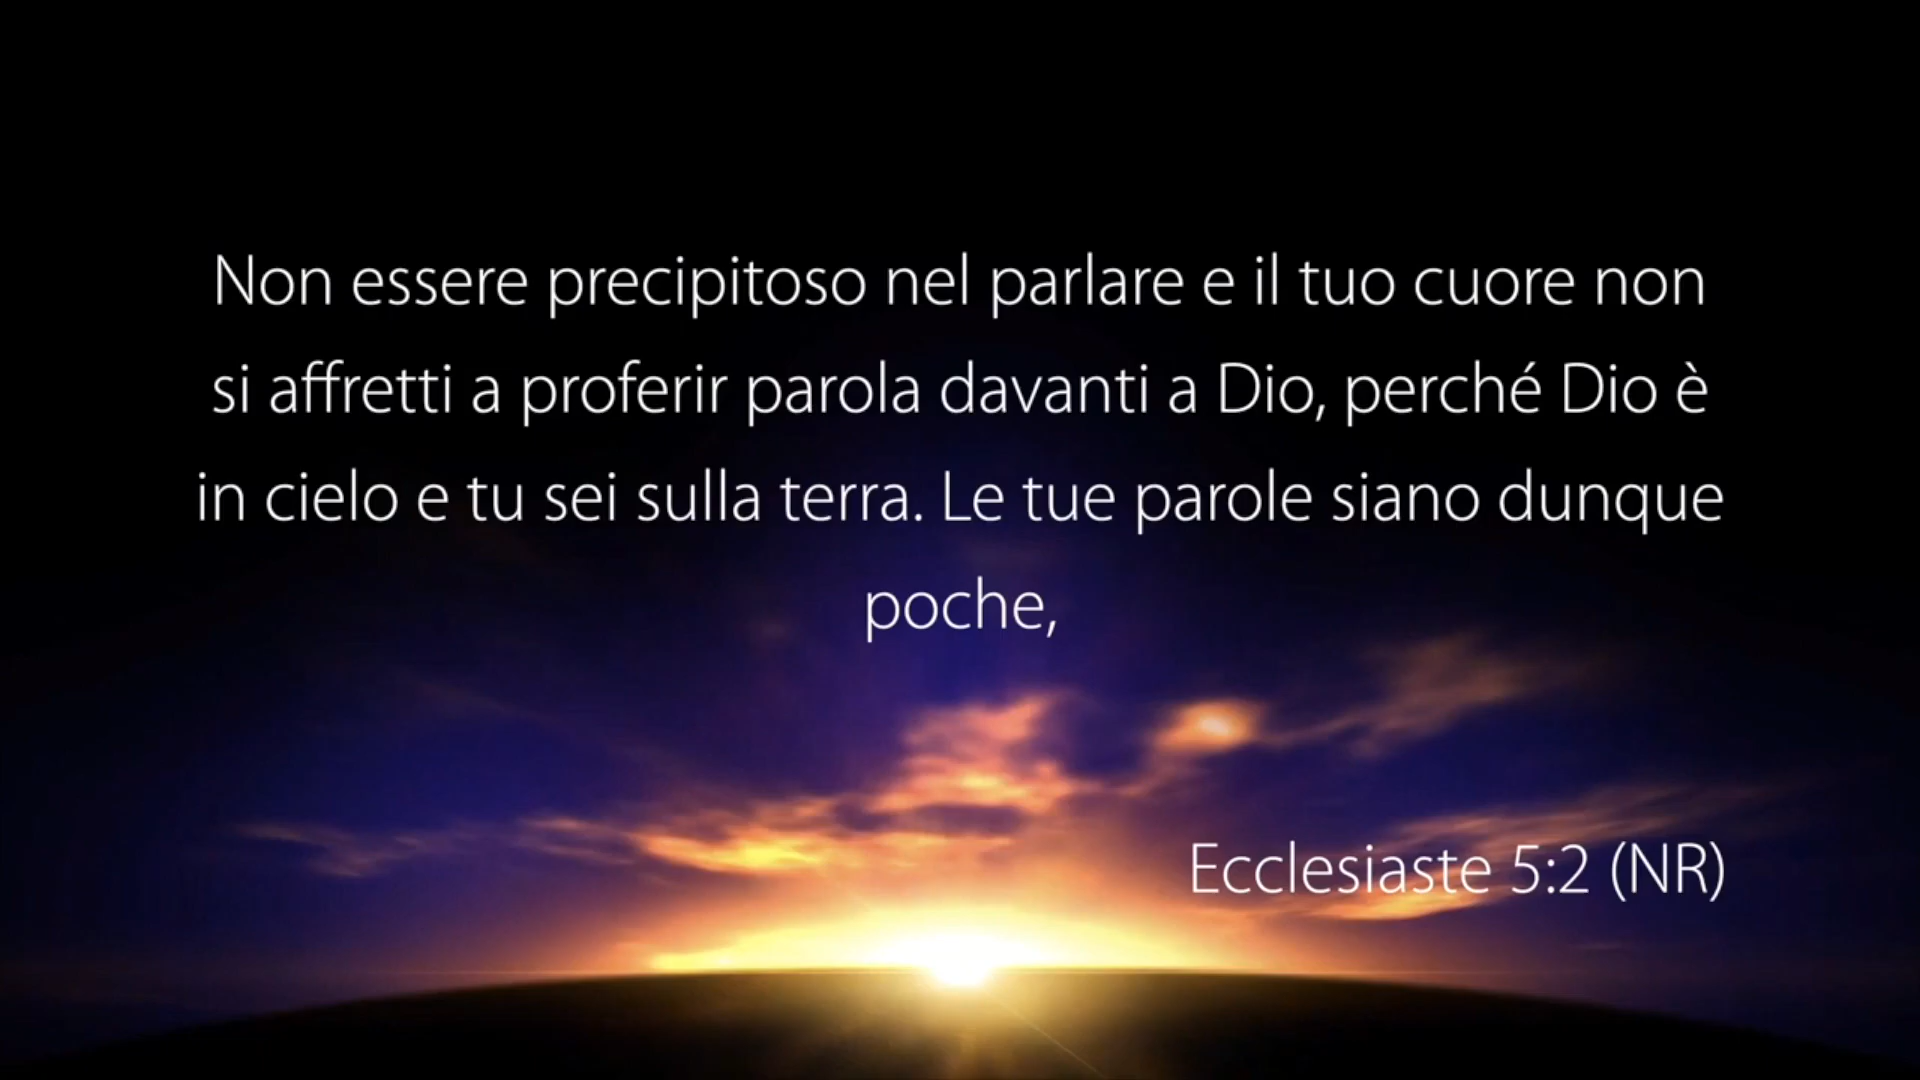 Non essere precipitoso nel parlare e il tuo cuore non
si affretti a proferir parola davanti a Dio, perché Dio è
in cielo e tu sei sulla terra. Le tue parole siano dunque
poche,
Ecclesiaste 5:2 (NR)